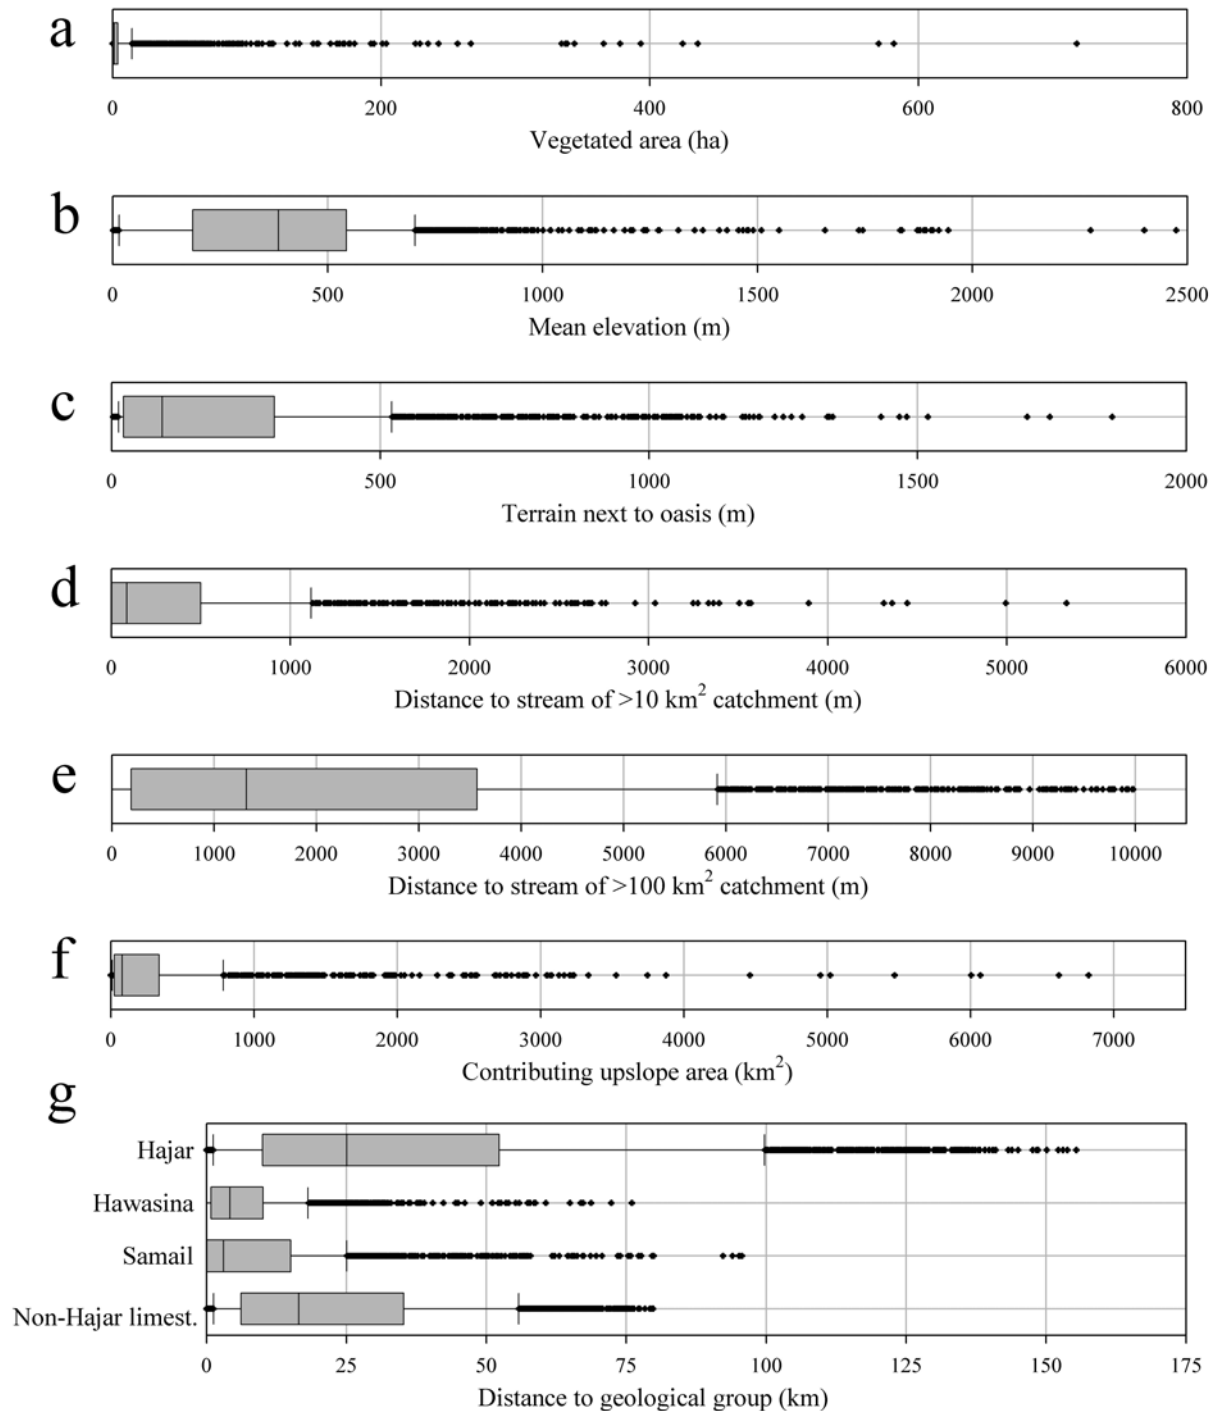 a
0 200 400 600 800
Vegetated area (ha)
b
0 500 1000 1500 2000 2500
Mean elevation (m)
c
0 500 1000 1500 2000
Terrain next to oasis (m)
d
0 1000 2000 3000 4000 5000 6000
Distance to stream of >10 km² catchment (m)
e
0 1000 2000 3000 4000 5000 6000 7000 8000 9000 10000
Distance to stream of >100 km² catchment (m)
f
0 1000 2000 3000 4000 5000 6000 7000
Contributing upslope area (km²)
g
Hajar
Hawasina
Samail
Non-Hajar limest.
0 25 50 75 100 125 150 175
Distance to geological group (km)